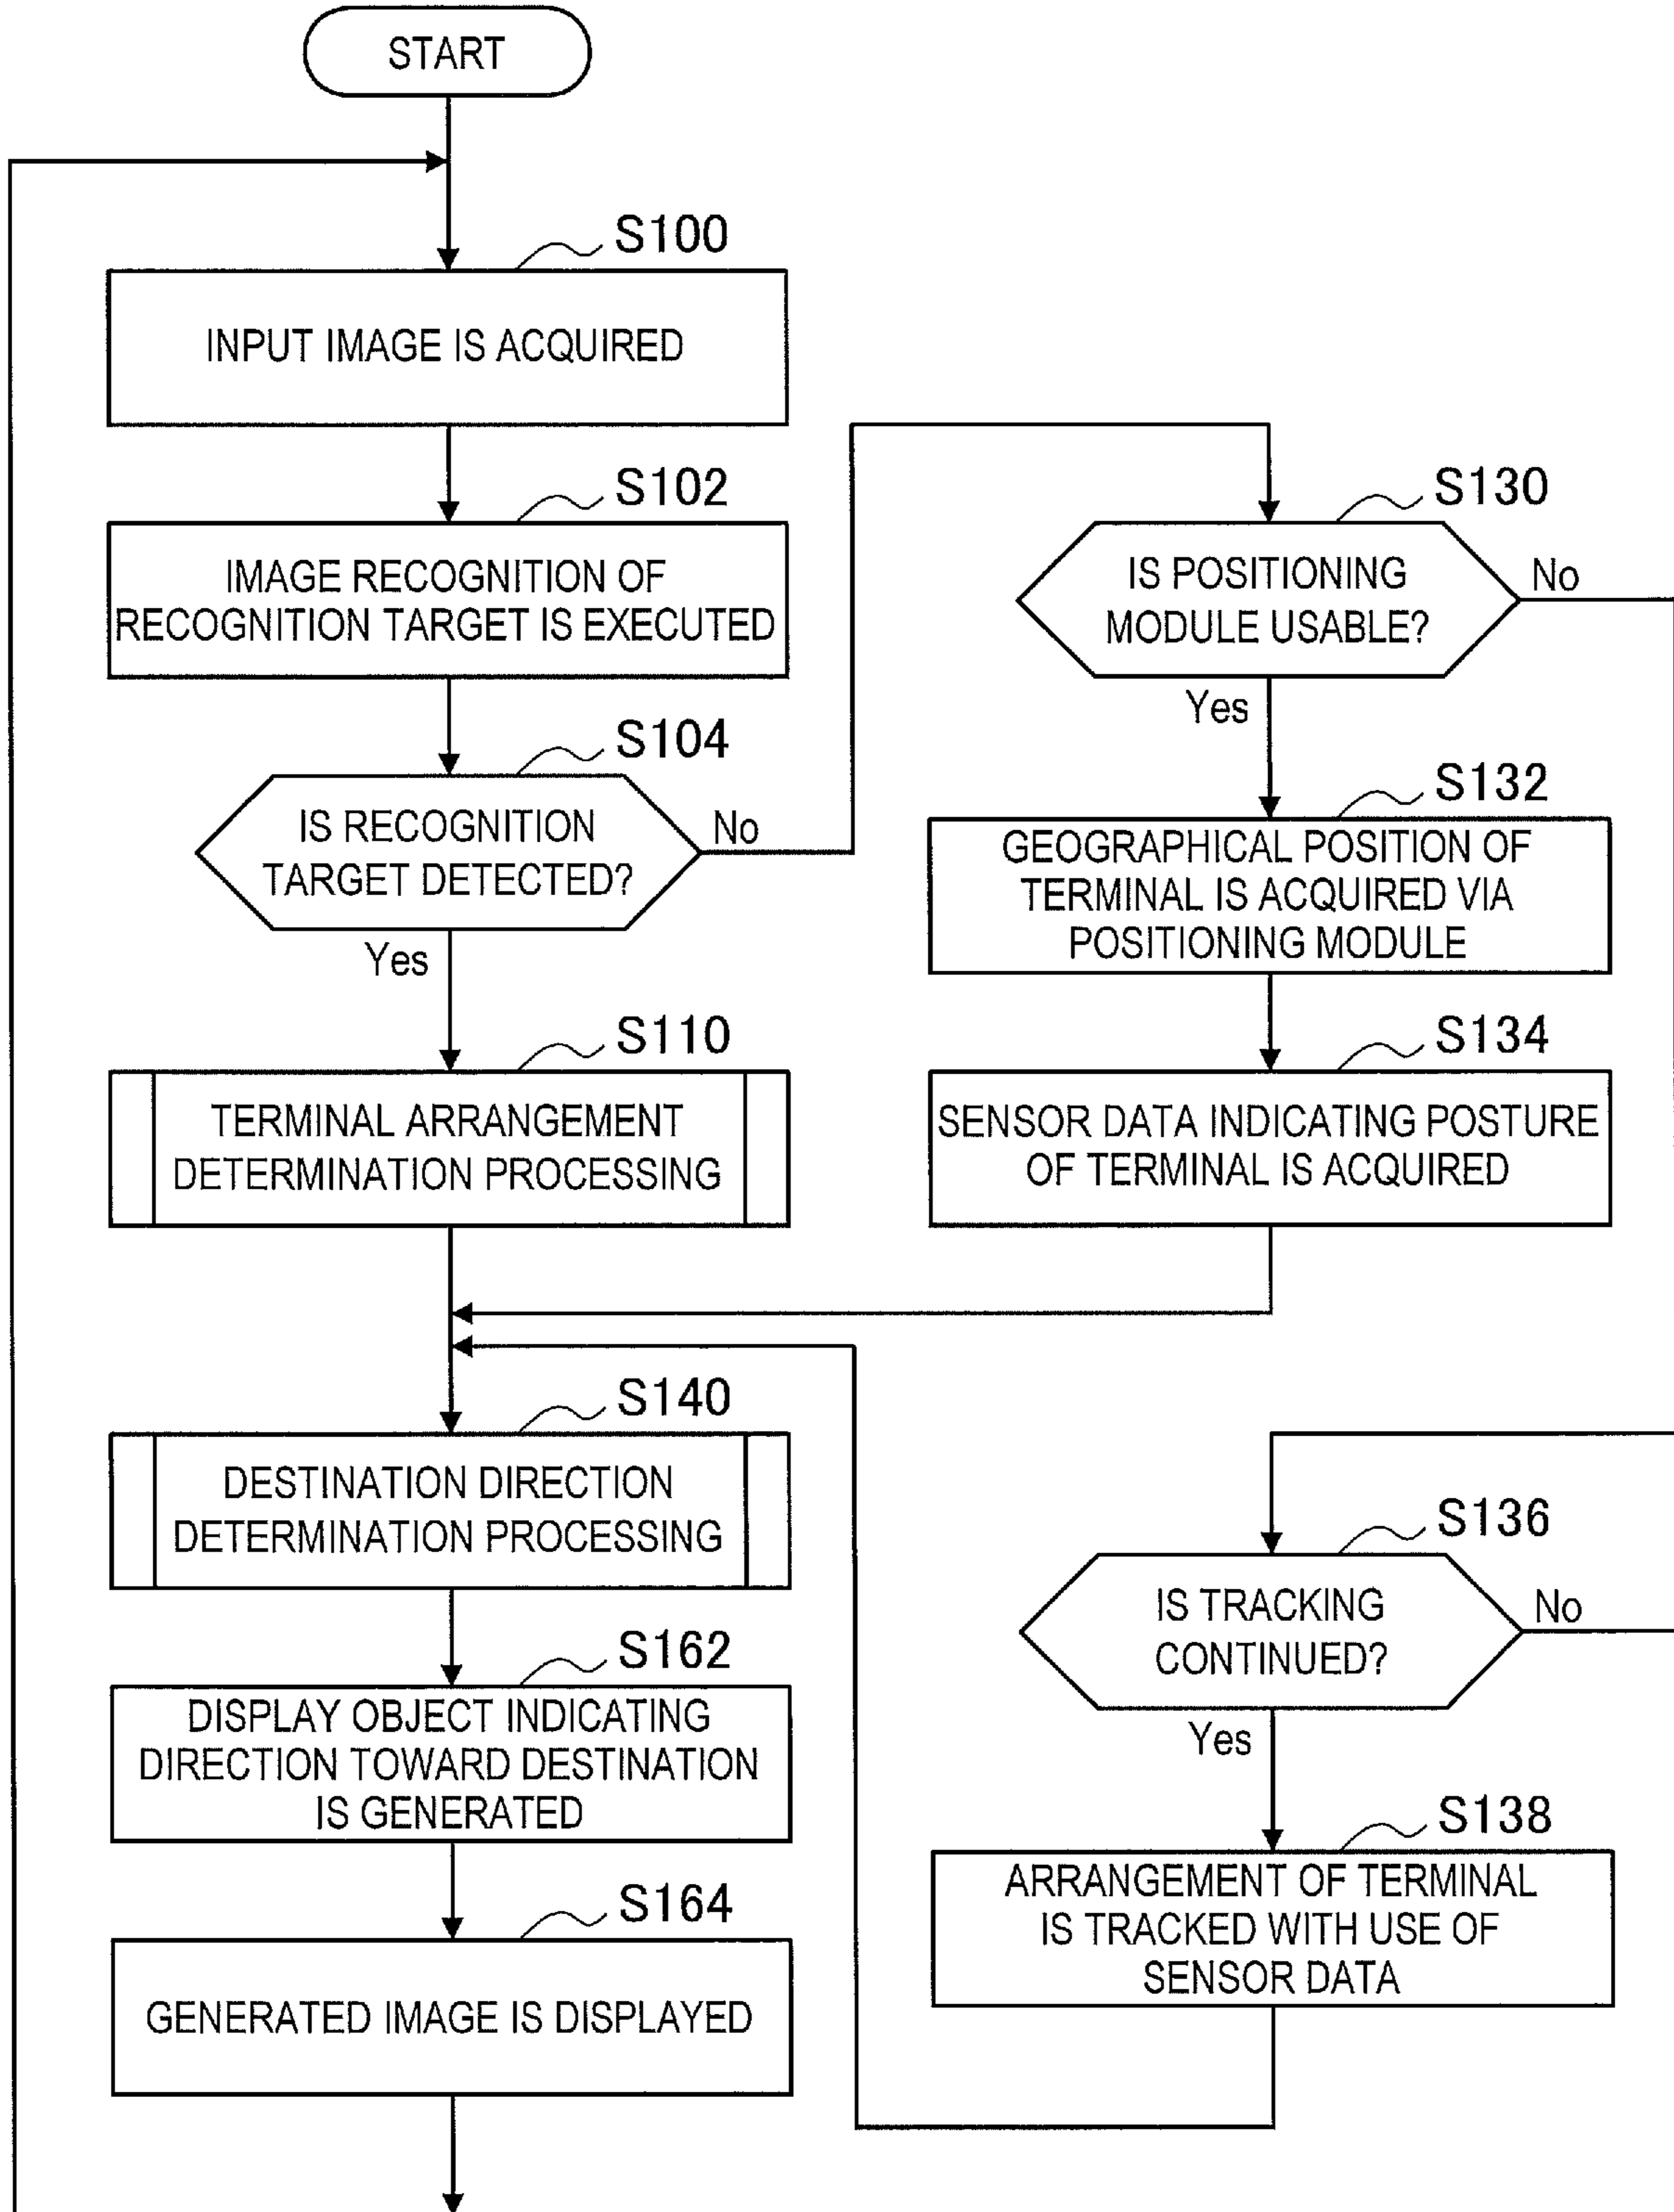 START
S100
INPUT IMAGE IS ACQUIRED
S102
IMAGE RECOGNITION OF
RECOGNITION TARGET IS EXECUTED
S104
IS RECOGNITION
TARGET DETECTED?
No
Yes
S110
TERMINAL ARRANGEMENT
DETERMINATION PROCESSING
S130
IS POSITIONING
MODULE USABLE?
No
Yes
S132
GEOGRAPHICAL POSITION OF
TERMINAL IS ACQUIRED VIA
POSITIONING MODULE
S134
SENSOR DATA INDICATING POSTURE
OF TERMINAL IS ACQUIRED
S136
IS TRACKING
CONTINUED?
No
Yes
S138
ARRANGEMENT OF TERMINAL
IS TRACKED WITH USE OF
SENSOR DATA
S140
DESTINATION DIRECTION
DETERMINATION PROCESSING
S162
DISPLAY OBJECT INDICATING
DIRECTION TOWARD DESTINATION
IS GENERATED
S164
GENERATED IMAGE IS DISPLAYED